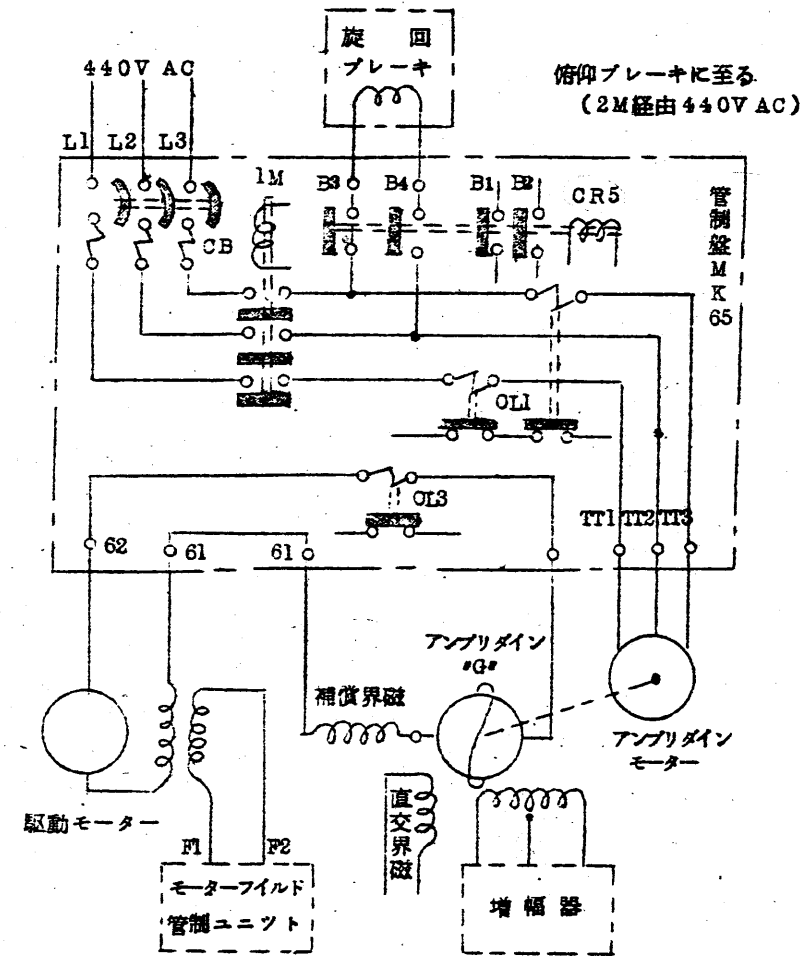 旋 回
ブレーキ
440V AC
俯仰ブレーキに至る
(2M経由440V AC)
L1 L2 L3
1M
B3 B4 B1 B2
CR5
CB
管制盤MK65
OL1
OL3
TT1 TT2 TT3
62
61
61
アンプリダイン
"G"
補償界磁
アンプリダイン
モーター
駆動モーター
直交界磁
F1 F2
モーターフイルド
管制ユニツト
増幅器